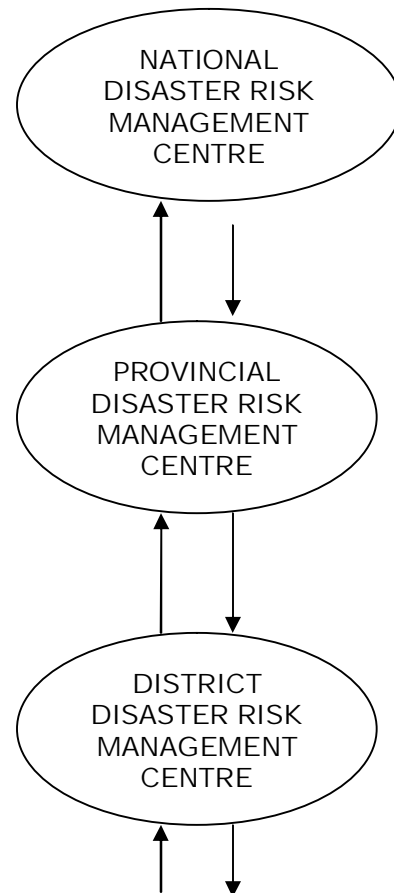 NATIONAL
DISASTER RISK
MANAGEMENT
CENTRE
PROVINCIAL
DISASTER RISK
MANAGEMENT
CENTRE
DISTRICT
DISASTER RISK
MANAGEMENT
CENTRE